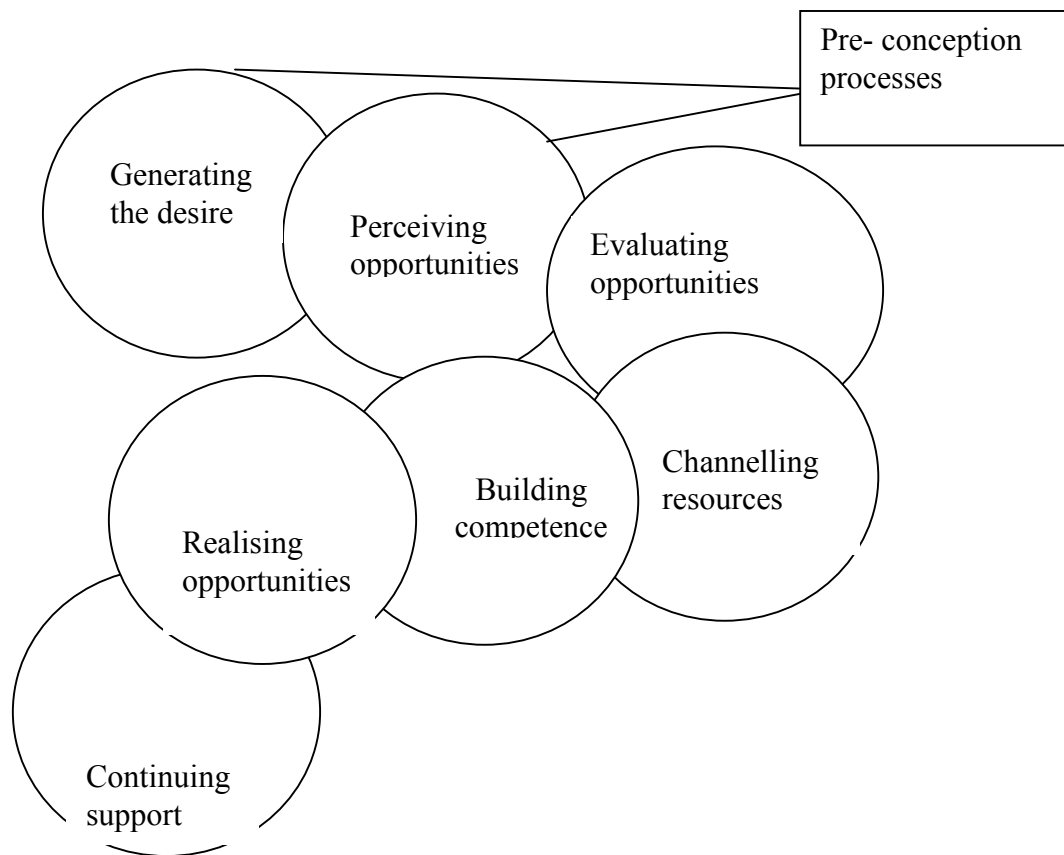 Pre- conception
processes
Generating
the desire
Perceiving
opportunities
Evaluating
opportunities
Channelling
resources
Building
competence
Realising
opportunities
Continuing
support